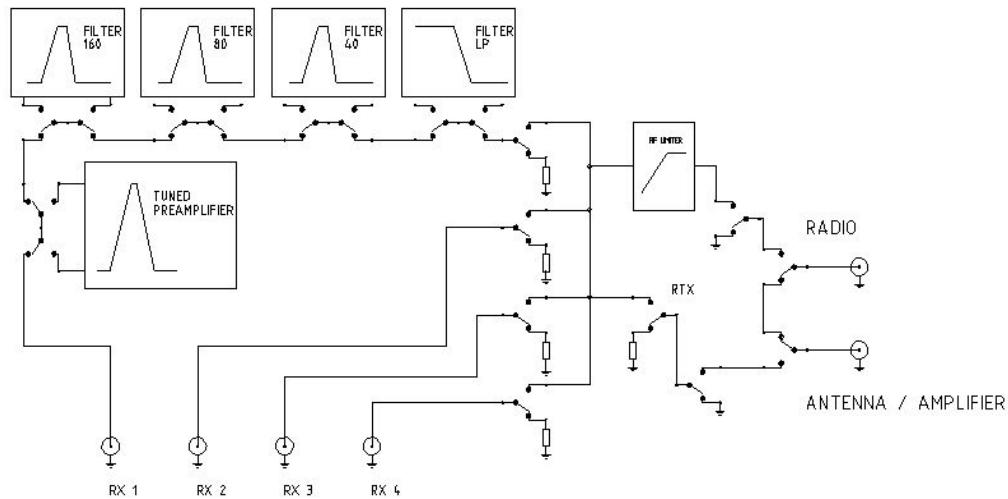 FILTER
160
FILTER
80
FILTER
40
FILTER
LP
RF LIMITER
TUNED
PREAMPLIFIER
RADIO
RTX
ANTENNA / AMPLIFIER
RX 1
RX 2
RX 3
RX 4